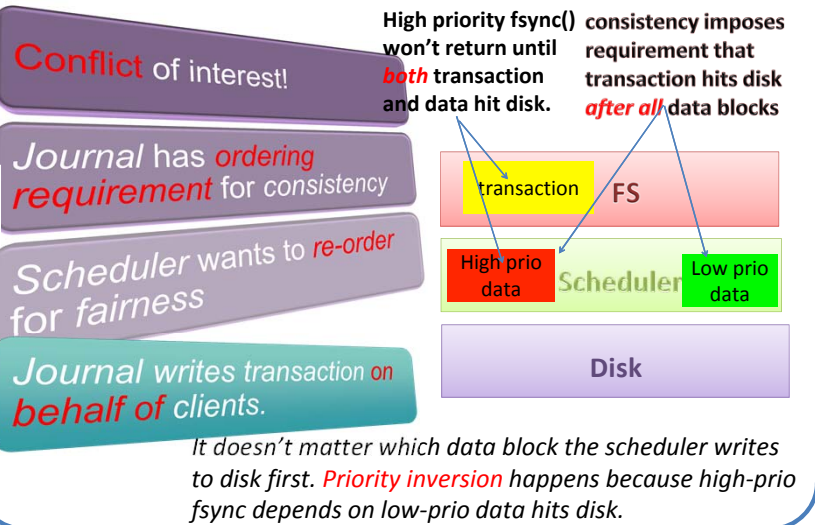 Conflict of interest!
Journal has ordering
requirement for consistency
Scheduler wants to re-order
for fairness
Journal writes transaction on
behalf of clients.
High priority fsync()
won't return until
both transaction
and data hit disk.
consistency imposes
requirement that
transaction hits disk
after all data blocks
transaction
FS
High prio
data
Scheduler
Low prio
data
Disk
It doesn't matter which data block the scheduler writes
to disk first. Priority inversion happens because high-prio
fsync depends on low-prio data hits disk.